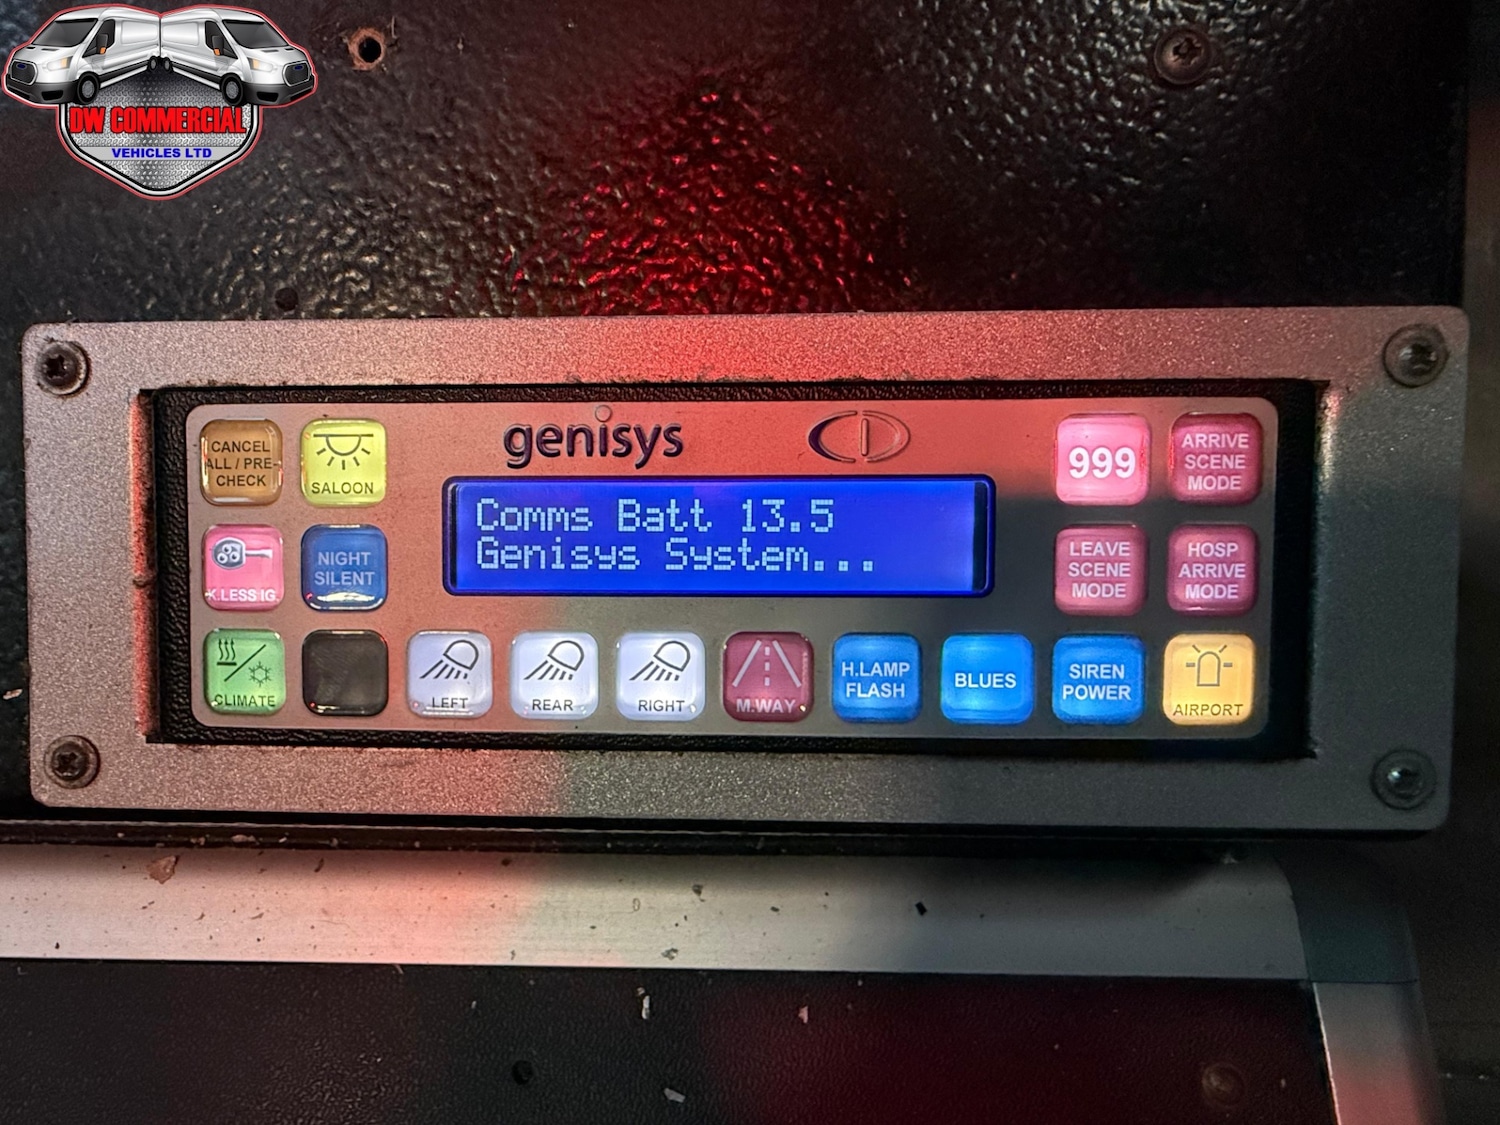 DW COMMERCIAL
VEHICLES LTD
genisys
CANCEL
ALL / PRE-
CHECK
SALOON
Comms Batt 13.5
Genisys System...
999
ARRIVE
SCENE
MODE
K.LESS IG.
NIGHT
SILENT
LEAVE
SCENE
MODE
HOSP
ARRIVE
MODE
CLIMATE
LEFT
REAR
RIGHT
M.WAY
H.LAMP
FLASH
BLUES
SIREN
POWER
AIRPORT